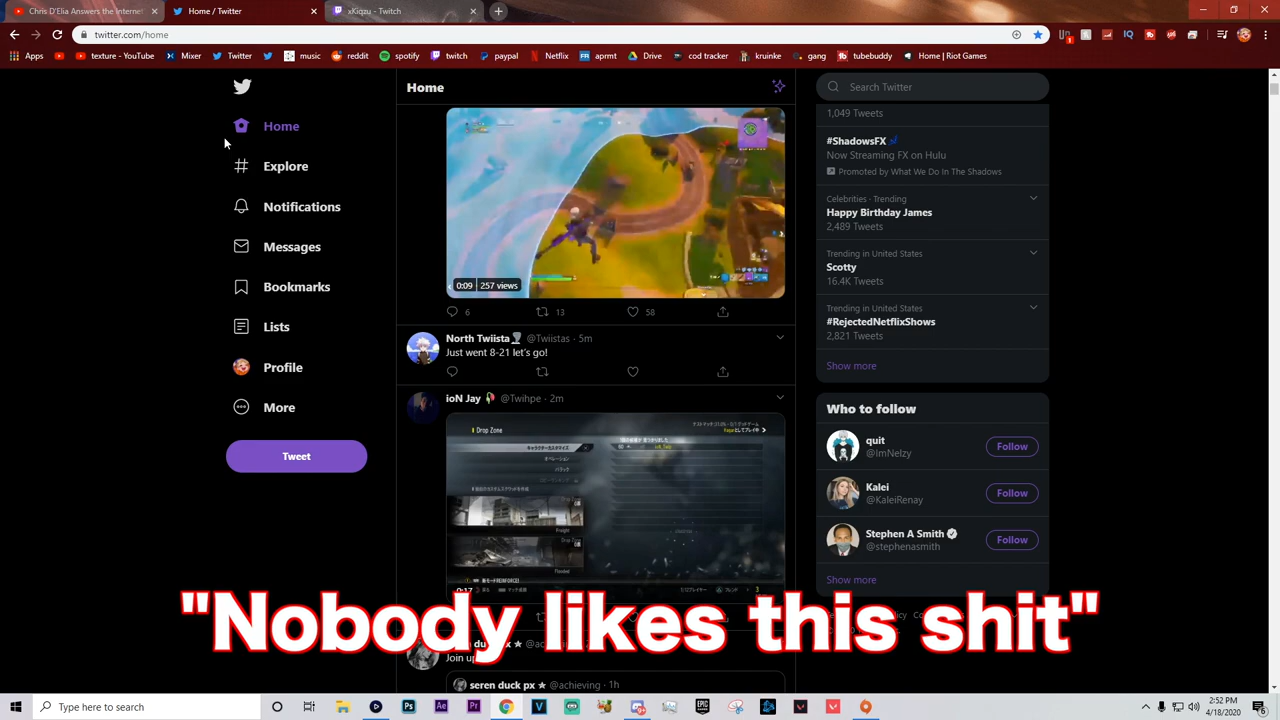 Chris D'Elia Answers the Internet
Home / Twitter
xKiqzu - Twitch
twitter.com/home
Apps
texture - YouTube
Mixer
Twitter
music
reddit
spotify
twitch
paypal
Netflix
aprmt
Drive
cod tracker
kruinke
gang
tubebuddy
Home | Riot Games
Home
Explore
Notifications
Messages
Bookmarks
Lists
Profile
More
Tweet
Home
0:09 | 257 views
6 13 58
North Twiista @Twiistas · 5m
Just went 8-21 let's go!
ioN Jay @Twihpe · 2m
Drop Zone
Freight
Flooded
seren duck px ★ @achieving · 1h
Search Twitter
1,049 Tweets
#ShadowsFX
Now Streaming FX on Hulu
Promoted by What We Do In The Shadows
Celebrities · Trending
Happy Birthday James
2,489 Tweets
Trending in United States
Scotty
16.4K Tweets
Trending in United States
#RejectedNetflixShows
2,821 Tweets
Show more
Who to follow
quit
@ImNelzy
Follow
Kalei
@KaleiRenay
Follow
Stephen A Smith
@stephenasmith
Follow
Show more
"Nobody likes this shit"
Type here to search
2:52 PM
4/18/2020